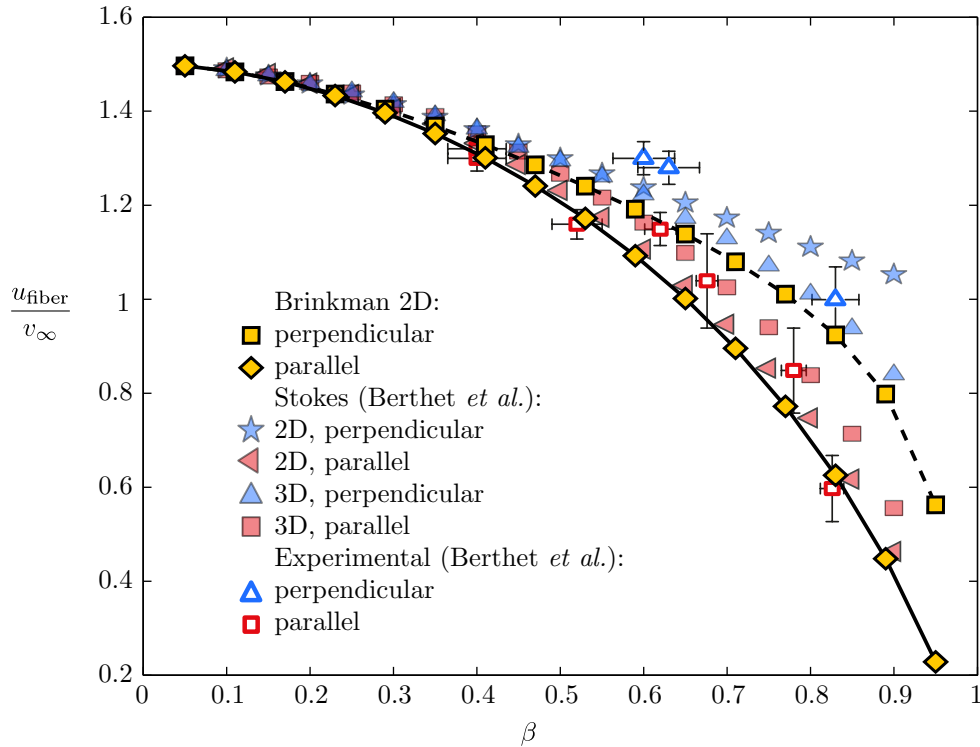 1.6
1.4
1.2
1
0.8
0.6
0.4
0.2
u_fiber
v_∞
Brinkman 2D:
perpendicular
parallel
Stokes (Berthet et al.):
2D, perpendicular
2D, parallel
3D, perpendicular
3D, parallel
Experimental (Berthet et al.):
perpendicular
parallel
0 0.1 0.2 0.3 0.4 0.5 0.6 0.7 0.8 0.9 1
β